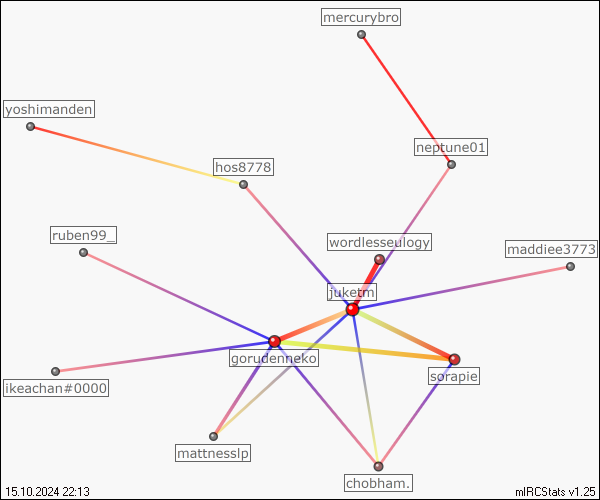 mercurybro
yoshimanden
neptune01
hos8778
ruben99_
wordlesseulogy
maddiee3773
juketm
gorudenneko
sorapie
ikeachan#0000
mattnesslp
chobham.
15.10.2024 22:13
mIRCStats v1.25